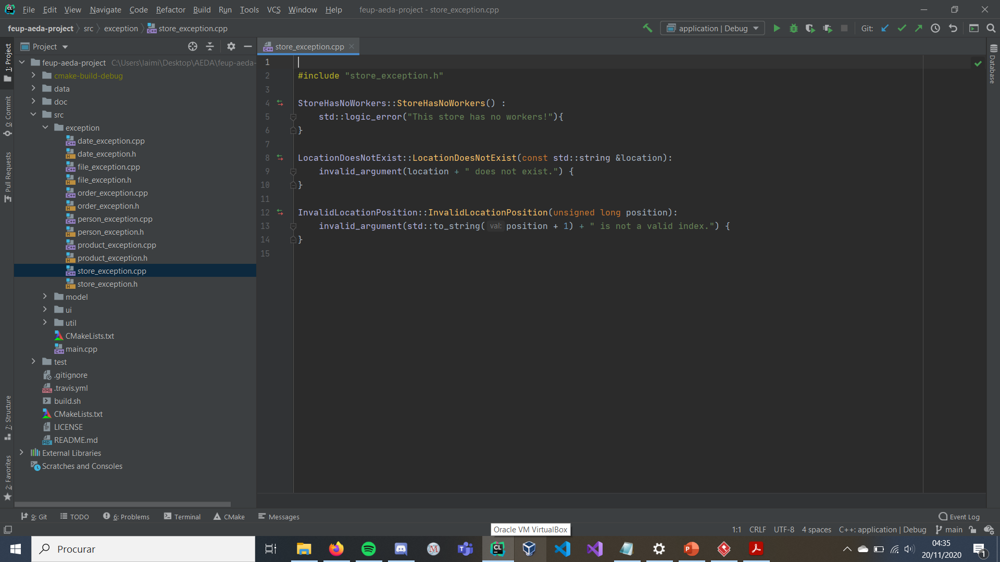 File Edit View Navigate Code Refactor Build Run Tools VCS Window Help feup-aeda-project - store_exception.cpp
feup-aeda-project src exception store_exception.cpp application | Debug Git:
Project store_exception.cpp
1: Project
0: Commit
Pull Requests
7: Structure
2: Favorites
Database
feup-aeda-project C:\Users\laimi\Desktop\AEDA\feup-aeda-
cmake-build-debug
data
doc
src
exception
date_exception.cpp
date_exception.h
file_exception.cpp
file_exception.h
order_exception.cpp
order_exception.h
person_exception.cpp
person_exception.h
product_exception.cpp
product_exception.h
store_exception.cpp
store_exception.h
model
ui
util
CMakeLists.txt
main.cpp
test
.gitignore
.travis.yml
build.sh
CMakeLists.txt
LICENSE
README.md
External Libraries
Scratches and Consoles
1
2 #include "store_exception.h"
3
4 StoreHasNoWorkers::StoreHasNoWorkers() :
5 std::logic_error("This store has no workers!"){
6 }
7
8 LocationDoesNotExist::LocationDoesNotExist(const std::string &location):
9 invalid_argument(location + " does not exist.") {
10 }
11
12 InvalidLocationPosition::InvalidLocationPosition(unsigned long position):
13 invalid_argument(std::to_string( val: position + 1) + " is not a valid index.") {
14 }
15
9: Git TODO 6: Problems Terminal CMake Messages Event Log
Oracle VM VirtualBox
1:1 CRLF UTF-8 4 spaces C++: application | Debug main
Procurar
04:35
20/11/2020
1